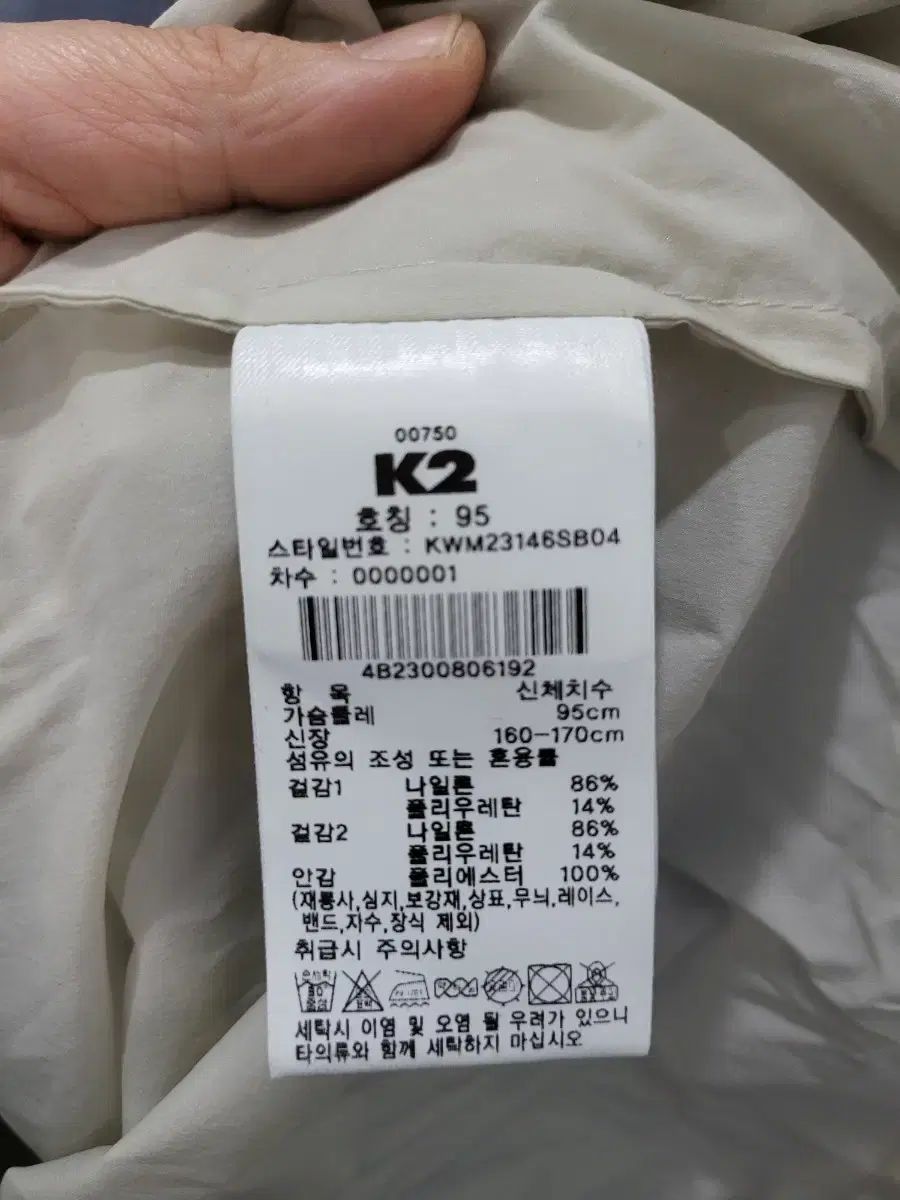 00750
K2
호칭 : 95
스타일번호 : KWM23146SB04
차수 : 0000001
4B2300806192
항 목 신체치수
가슴둘레 95cm
신장 160-170cm
섬유의 조성 또는 혼용률
겉감1 나일론 86%
폴리우레탄 14%
겉감2 나일론 86%
폴리우레탄 14%
안감 폴리에스터 100%
(재봉사,심지,보강재,상표,무늬,레이스,
밴드,자수,장식 제외)
취급시 주의사항
손세탁
30
중성
세탁시 이염 및 오염 될 우려가 있으니
타의류와 함께 세탁하지 마십시오